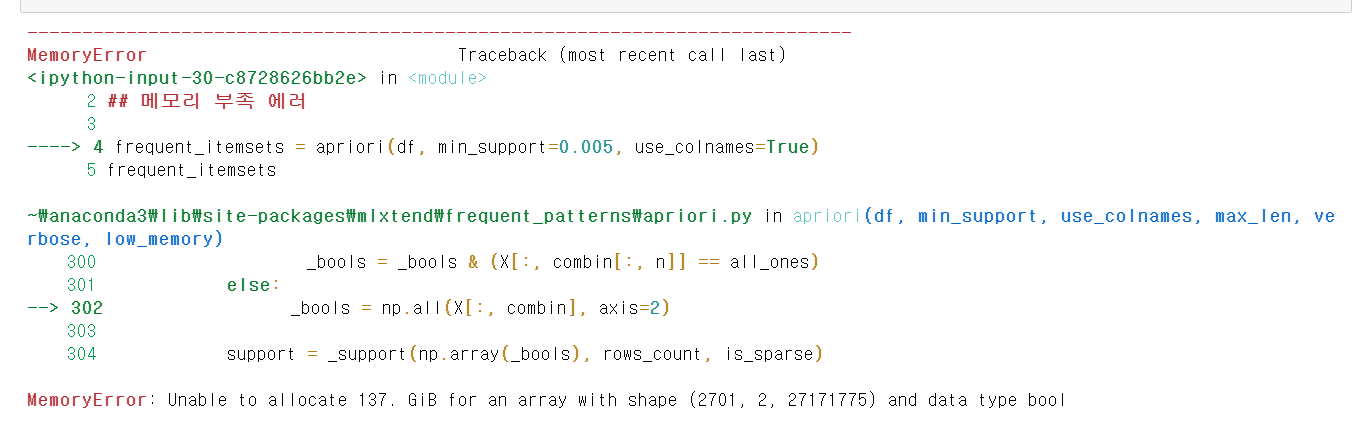 ---------------------------------------------------------------------------
MemoryError                               Traceback (most recent call last)
<ipython-input-30-c8728626bb2e> in <module>
      2 ## 메모리 부족 에러
      3
----> 4 frequent_itemsets = apriori(df, min_support=0.005, use_colnames=True)
      5 frequent_itemsets
~₩anaconda3₩lib₩site-packages₩mlxtend₩frequent_patterns₩apriori.py in apriori(df, min_support, use_colnames, max_len, ve
rbose, low_memory)
    300                     _bools = _bools & (X[:, combin[:, n]] == all_ones)
    301             else:
--> 302                 _bools = np.all(X[:, combin], axis=2)
    303
    304             support = _support(np.array(_bools), rows_count, is_sparse)
MemoryError: Unable to allocate 137. GiB for an array with shape (2701, 2, 27171775) and data type bool